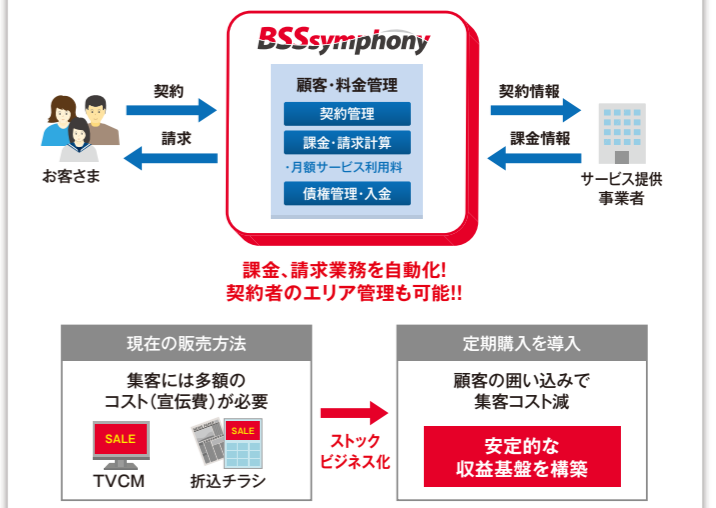 BSSsymphony
顧客・料金管理
契約管理
課金・請求計算
・月額サービス利用料
債権管理・入金
契約
請求
お客さま
契約情報
課金情報
サービス提供
事業者
課金、請求業務を自動化!
契約者のエリア管理も可能!!
現在の販売方法
集客には多額の
コスト(宣伝費)が必要
SALE
TVCM
SALE
折込チラシ
ストック
ビジネス化
定期購入を導入
顧客の囲い込みで
集客コスト減
安定的な
収益基盤を構築